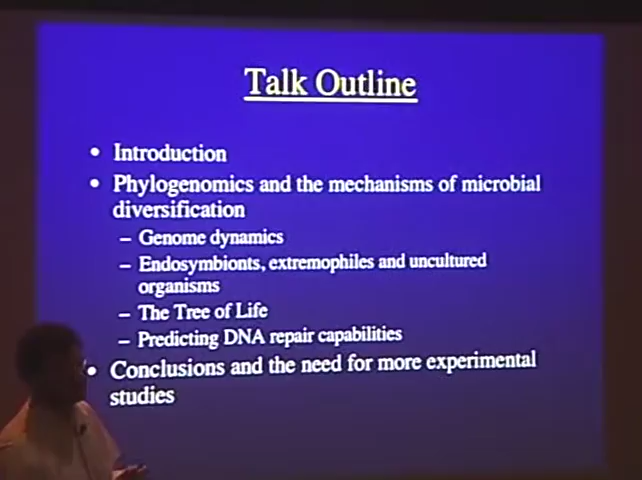 Talk Outline
• Introduction
• Phylogenomics and the mechanisms of microbial
diversification
– Genome dynamics
– Endosymbionts, extremophiles and uncultured
organisms
– The Tree of Life
– Predicting DNA repair capabilities
• Conclusions and the need for more experimental
studies